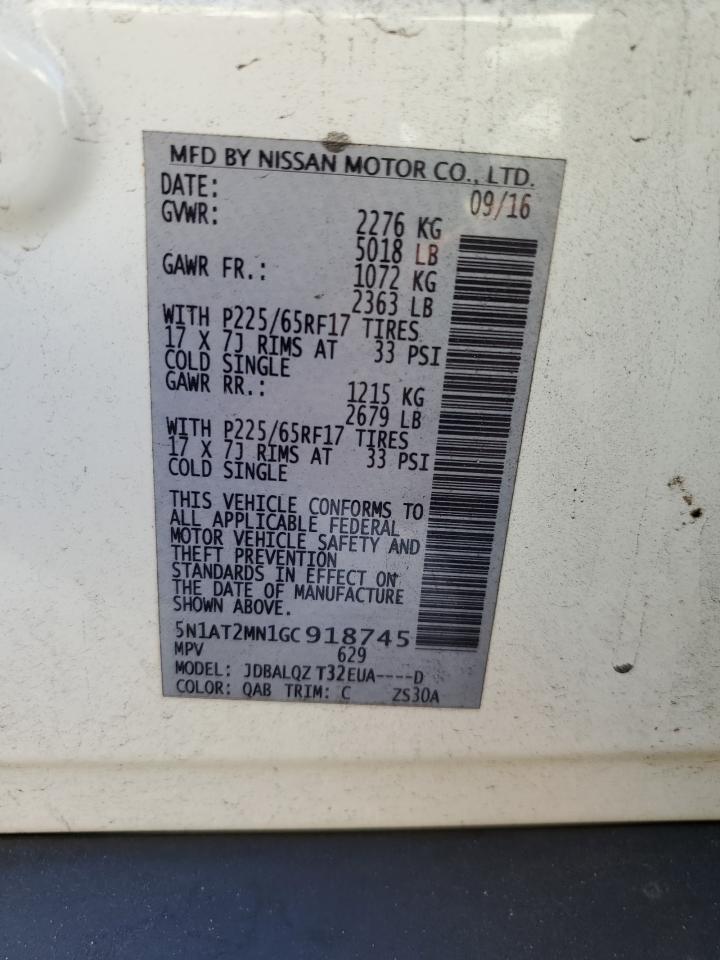 MFD BY NISSAN MOTOR CO., LTD.
DATE: 09/16
GVWR: 2276 KG
5018 LB
GAWR FR.: 1072 KG
2363 LB
WITH P225/65RF17 TIRES
17 X 7J RIMS AT 33 PSI
COLD SINGLE
GAWR RR.: 1215 KG
2679 LB
WITH P225/65RF17 TIRES
17 X 7J RIMS AT 33 PSI
COLD SINGLE
THIS VEHICLE CONFORMS TO
ALL APPLICABLE FEDERAL
MOTOR VEHICLE SAFETY AND
THEFT PREVENTION
STANDARDS IN EFFECT ON
THE DATE OF MANUFACTURE
SHOWN ABOVE.
5N1AT2MN1GC918745
MPV 629
MODEL: JDBALQZ T32EUA----D
COLOR: QAB TRIM: C ZS30A